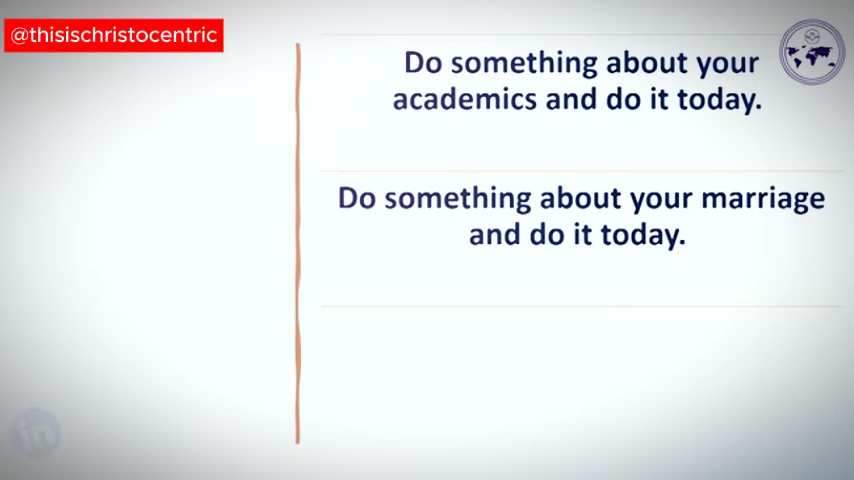 @thisischristocentric
Do something about your
academics and do it today.
Do something about your marriage
and do it today.
in